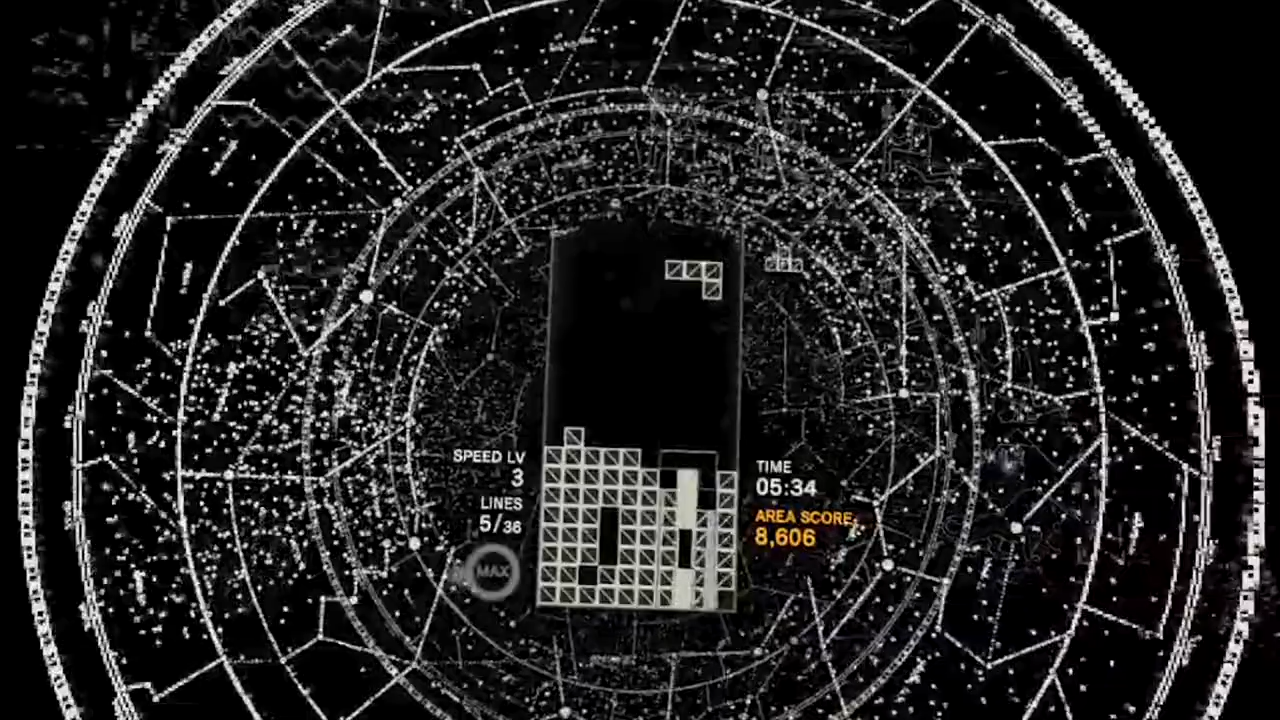 SPEED LV
3
LINES
5/36
MAX
TIME
05:34
AREA SCORE
8,606